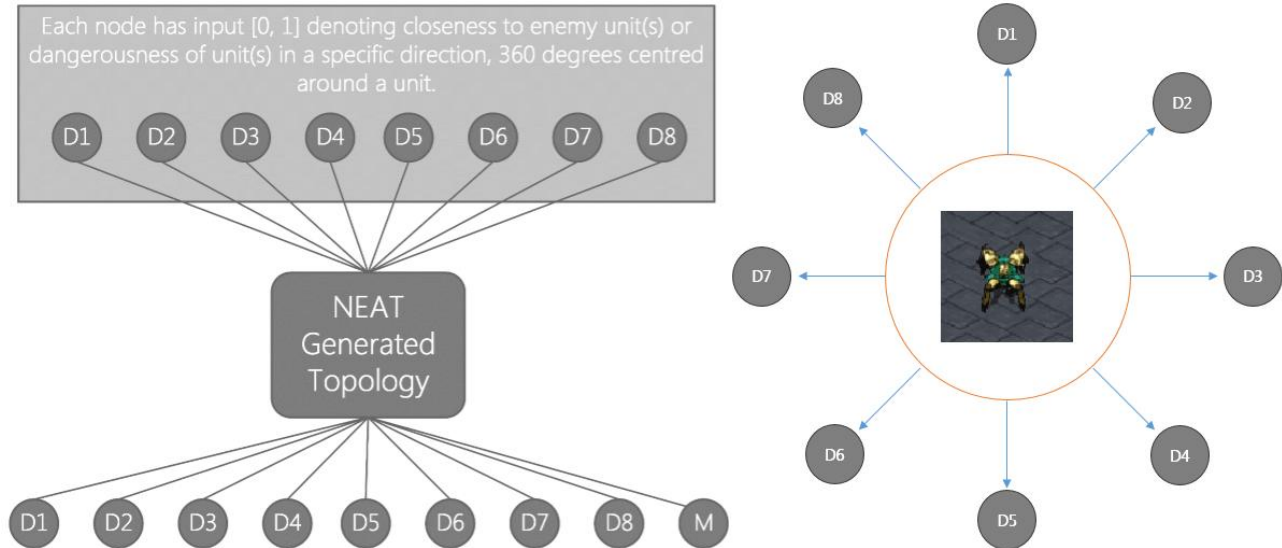 Each node has input [0, 1] denoting closeness to enemy unit(s) or
dangerousness of unit(s) in a specific direction, 360 degrees centred
around a unit.
D1 D2 D3 D4 D5 D6 D7 D8
NEAT
Generated
Topology
D1 D2 D3 D4 D5 D6 D7 D8 M
D1
D8
D2
D7
D3
D6
D4
D5